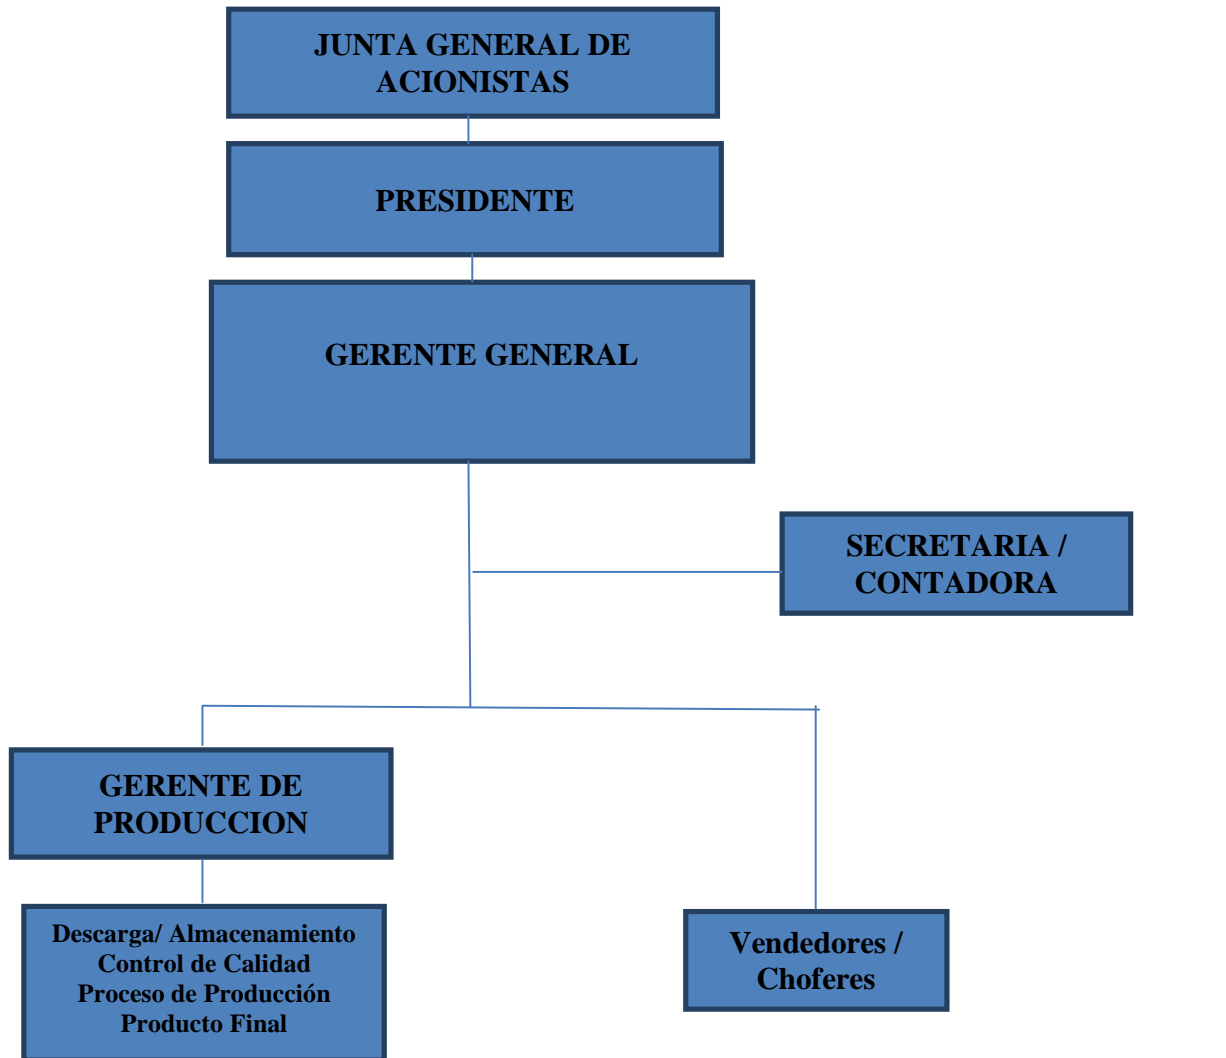 JUNTA GENERAL DE
ACIONISTAS
PRESIDENTE
GERENTE GENERAL
SECRETARIA /
CONTADORA
GERENTE DE
PRODUCCION
Descarga/ Almacenamiento
Control de Calidad
Proceso de Producción
Producto Final
Vendedores /
Choferes